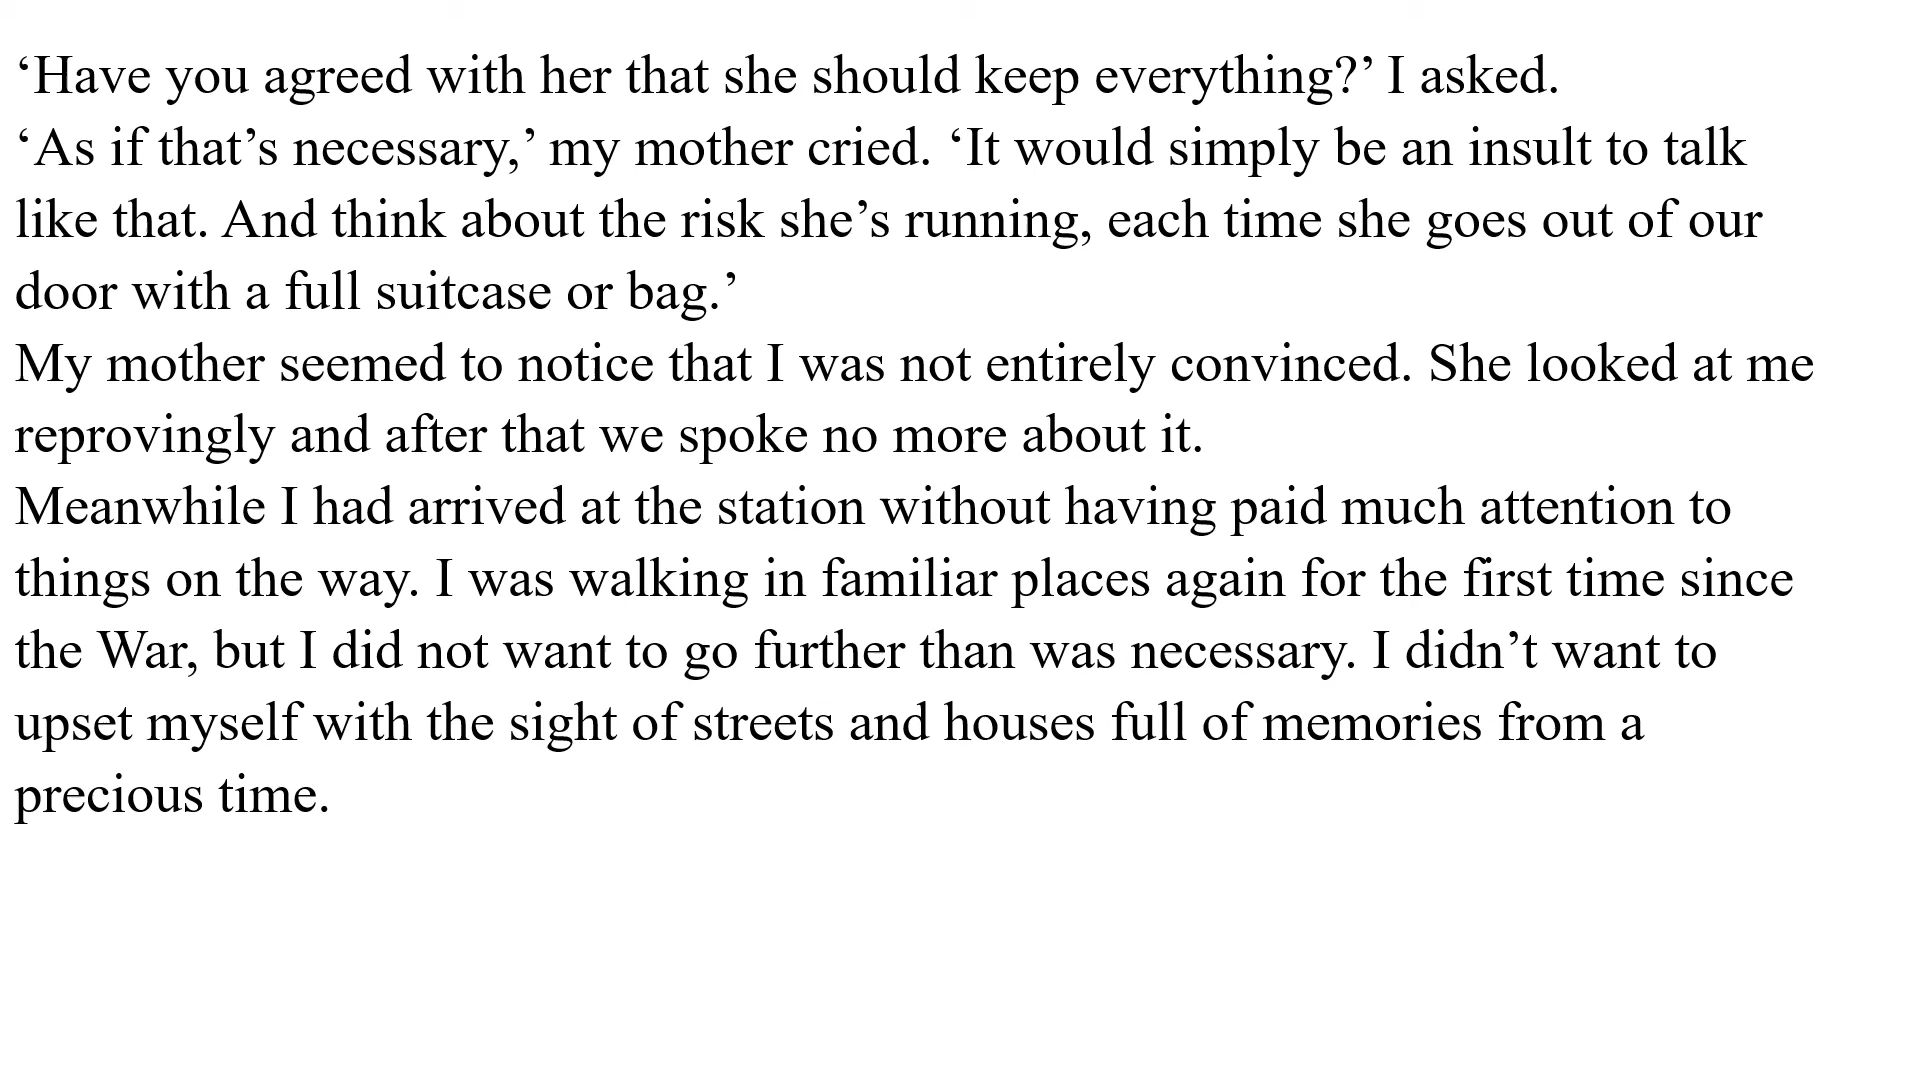 ‘Have you agreed with her that she should keep everything?’ I asked.
‘As if that’s necessary,’ my mother cried. ‘It would simply be an insult to talk
like that. And think about the risk she’s running, each time she goes out of our
door with a full suitcase or bag.’
My mother seemed to notice that I was not entirely convinced. She looked at me
reprovingly and after that we spoke no more about it.
Meanwhile I had arrived at the station without having paid much attention to
things on the way. I was walking in familiar places again for the first time since
the War, but I did not want to go further than was necessary. I didn’t want to
upset myself with the sight of streets and houses full of memories from a
precious time.